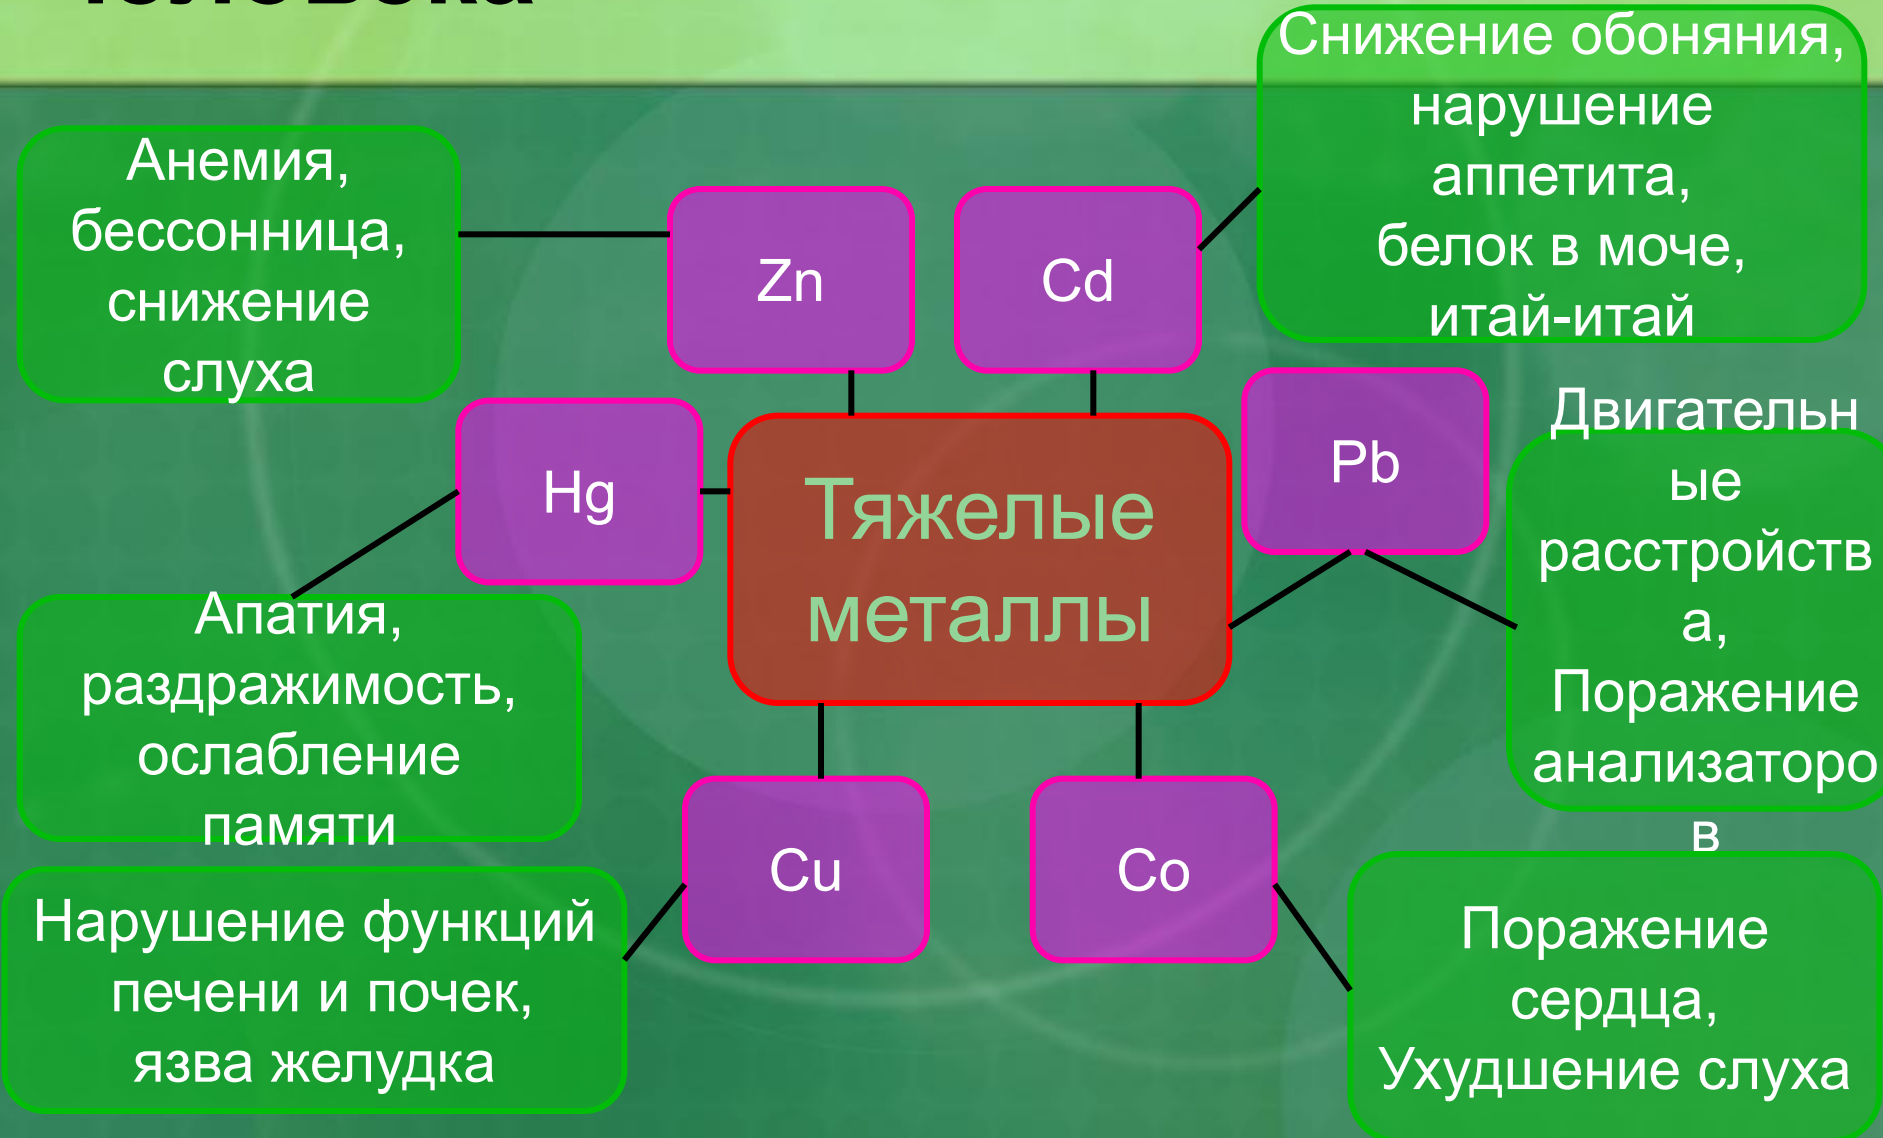 Снижение обоняния,
нарушение
аппетита,
белок в моче,
итай-итай
Анемия,
бессонница,
снижение
слуха
Zn
Cd
Hg
Pb
Тяжелые
металлы
Двигательн
ые
расстройств
а,
Поражение
анализаторо
в
Апатия,
раздражимость,
ослабление
памяти
Cu
Co
Нарушение функций
печени и почек,
язва желудка
Поражение
сердца,
Ухудшение слуха